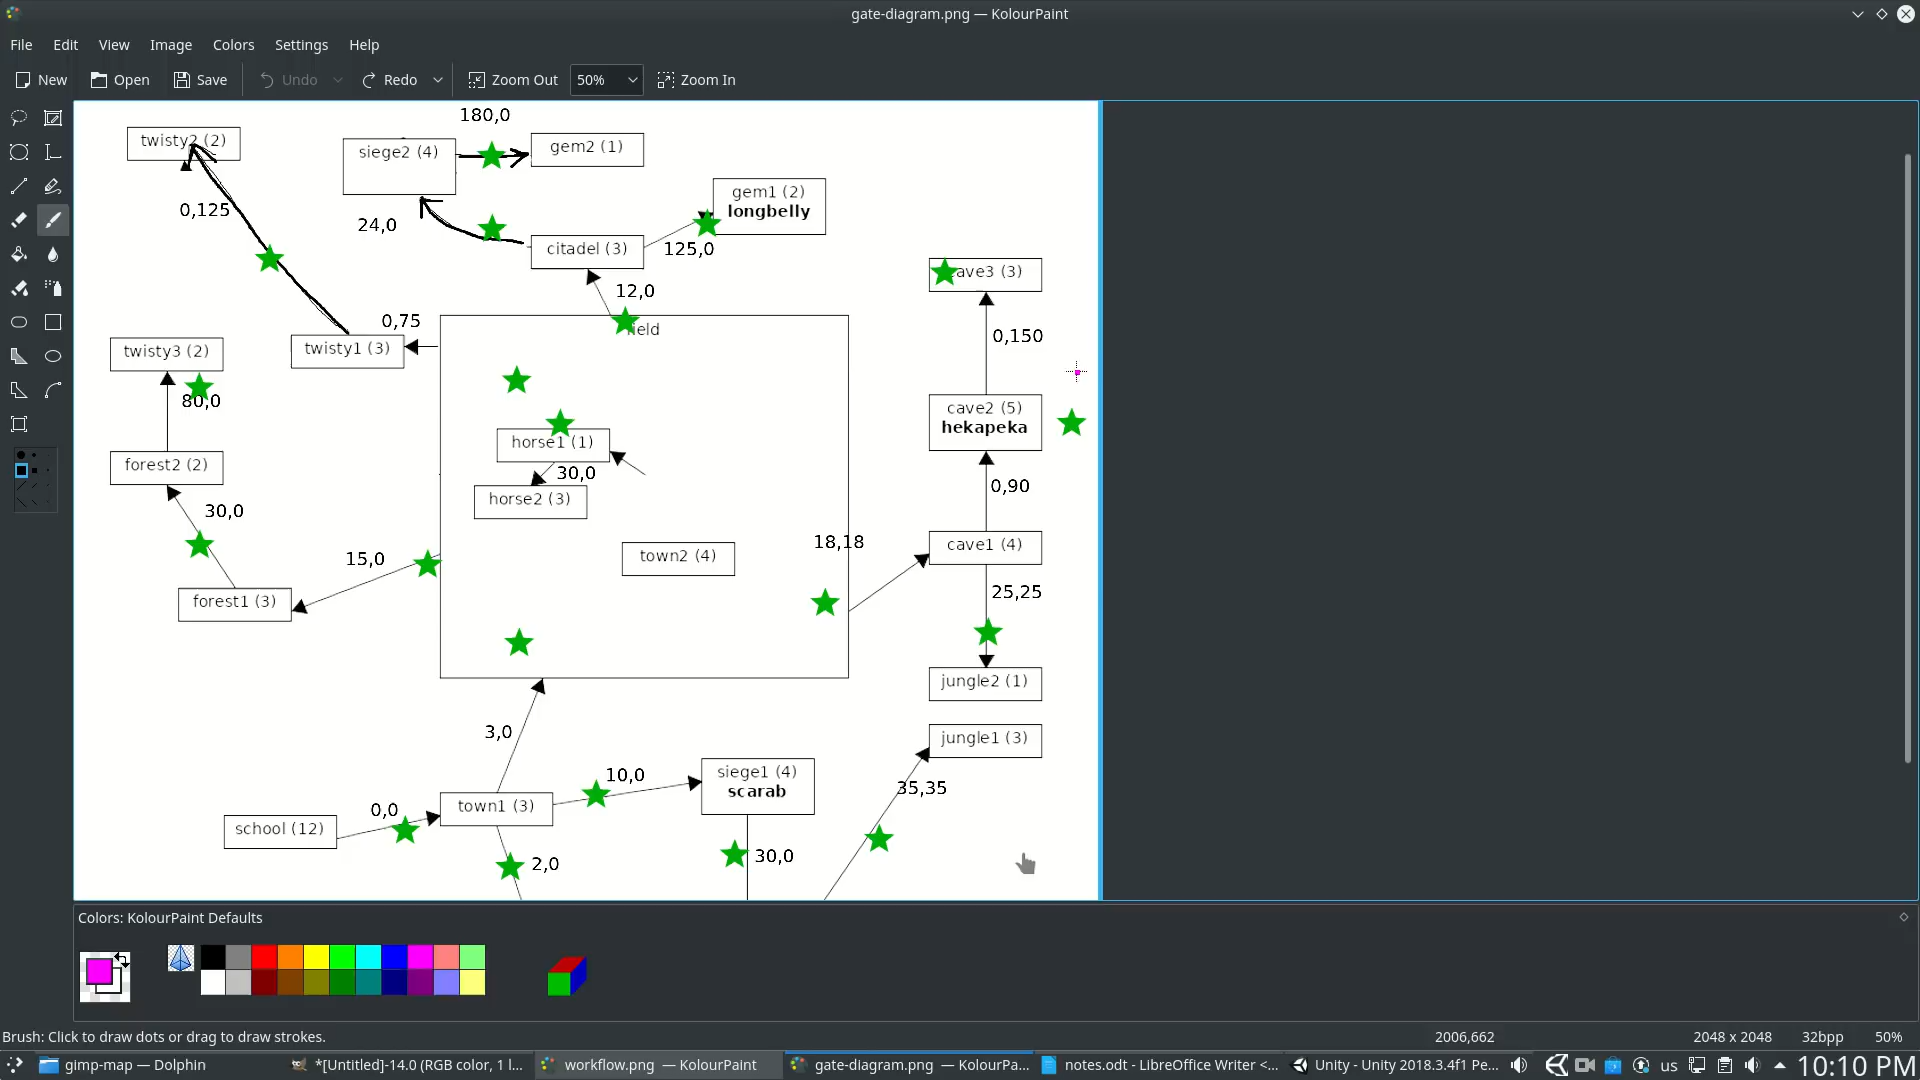 gate-diagram.png — KolourPaint
File Edit View Image Colors Settings Help
New Open Save Undo Redo Zoom Out 50% Zoom In
180,0
twisty2 (2)
siege2 (4)
gem2 (1)
gem1 (2)
longbelly
0,125
24,0
citadel (3)
125,0
cave3 (3)
12,0
0,75
field
0,150
twisty3 (2)
twisty1 (3)
80,0
cave2 (5)
hekapeka
horse1 (1)
forest2 (2)
30,0
0,90
horse2 (3)
30,0
18,18
cave1 (4)
15,0
town2 (4)
25,25
forest1 (3)
jungle2 (1)
3,0
jungle1 (3)
10,0
siege1 (4)
scarab
35,35
0,0
town1 (3)
school (12)
2,0
30,0
Colors: KolourPaint Defaults
Brush: Click to draw dots or drag to draw strokes.
2006,662
2048 x 2048
32bpp
50%
gimp-map — Dolphin
*[Untitled]-14.0 (RGB color, 1 l...
workflow.png — KolourPaint
gate-diagram.png — KolourPa...
notes.odt - LibreOffice Writer <...
Unity - Unity 2018.3.4f1 Pe...
us
10:10 PM